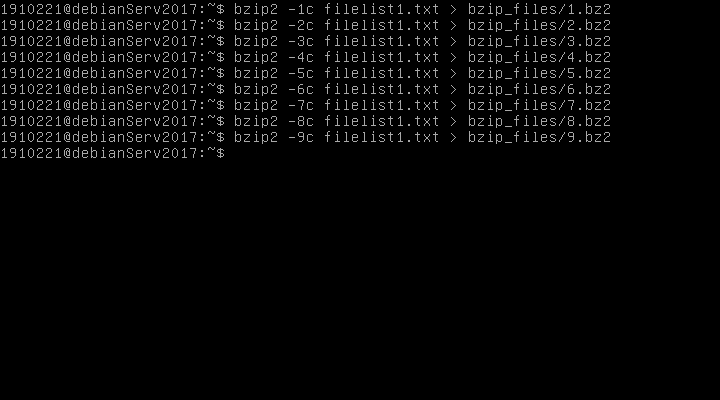 1910221@debianServ2017:~$ bzip2 -1c filelist1.txt > bzip_files/1.bz2
1910221@debianServ2017:~$ bzip2 -2c filelist1.txt > bzip_files/2.bz2
1910221@debianServ2017:~$ bzip2 -3c filelist1.txt > bzip_files/3.bz2
1910221@debianServ2017:~$ bzip2 -4c filelist1.txt > bzip_files/4.bz2
1910221@debianServ2017:~$ bzip2 -5c filelist1.txt > bzip_files/5.bz2
1910221@debianServ2017:~$ bzip2 -6c filelist1.txt > bzip_files/6.bz2
1910221@debianServ2017:~$ bzip2 -7c filelist1.txt > bzip_files/7.bz2
1910221@debianServ2017:~$ bzip2 -8c filelist1.txt > bzip_files/8.bz2
1910221@debianServ2017:~$ bzip2 -9c filelist1.txt > bzip_files/9.bz2
1910221@debianServ2017:~$